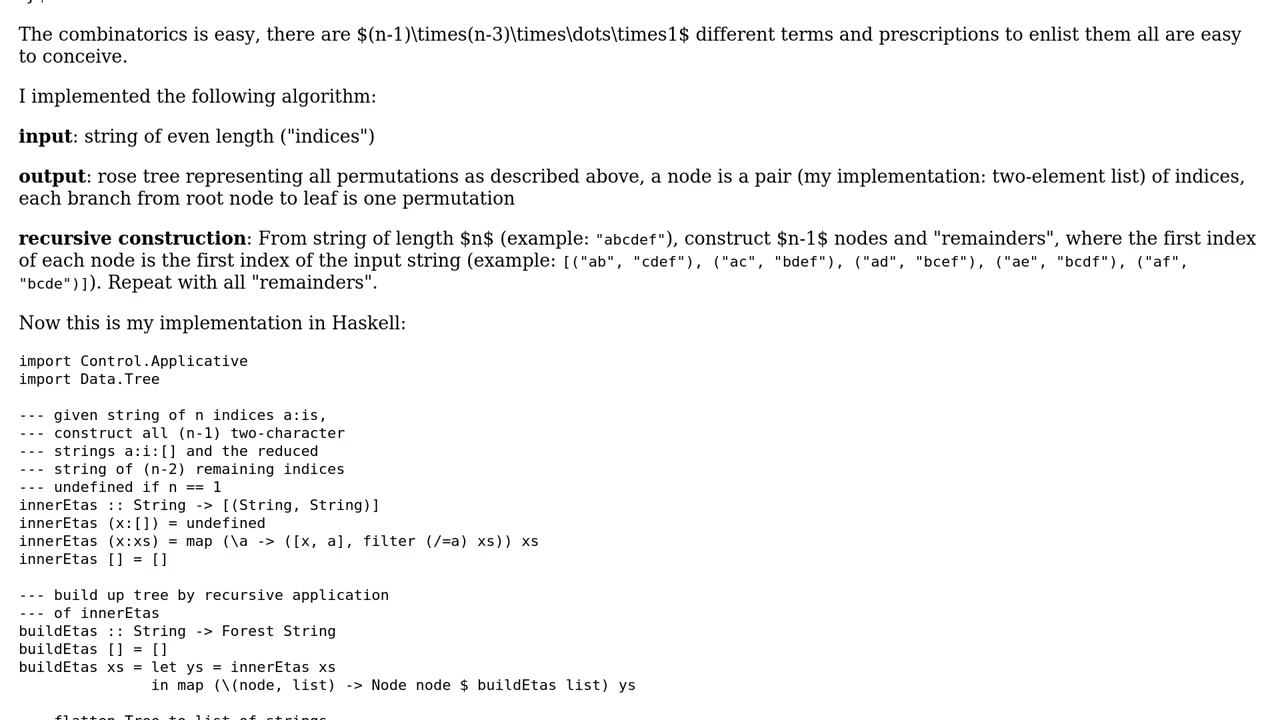 The combinatorics is easy, there are $(n-1)\times(n-3)\times\dots\times1$ different terms and prescriptions to enlist them all are easy
to conceive.
I implemented the following algorithm:
input: string of even length ("indices")
output: rose tree representing all permutations as described above, a node is a pair (my implementation: two-element list) of indices,
each branch from root node to leaf is one permutation
recursive construction: From string of length $n$ (example: "abcdef"), construct $n-1$ nodes and "remainders", where the first index
of each node is the first index of the input string (example: [("ab", "cdef"), ("ac", "bdef"), ("ad", "bcef"), ("ae", "bcdf"), ("af",
"bcde")]). Repeat with all "remainders".
Now this is my implementation in Haskell:
import Control.Applicative
import Data.Tree
--- given string of n indices a:is,
--- construct all (n-1) two-character
--- strings a:i:[] and the reduced
--- string of (n-2) remaining indices
--- undefined if n == 1
innerEtas :: String -> [(String, String)]
innerEtas (x:[]) = undefined
innerEtas (x:xs) = map (\a -> ([x, a], filter (/=a) xs)) xs
innerEtas [] = []
--- build up tree by recursive application
--- of innerEtas
buildEtas :: String -> Forest String
buildEtas [] = []
buildEtas xs = let ys = innerEtas xs
in map (\(node, list) -> Node node $ buildEtas list) ys
--- flatten Tree to list of strings